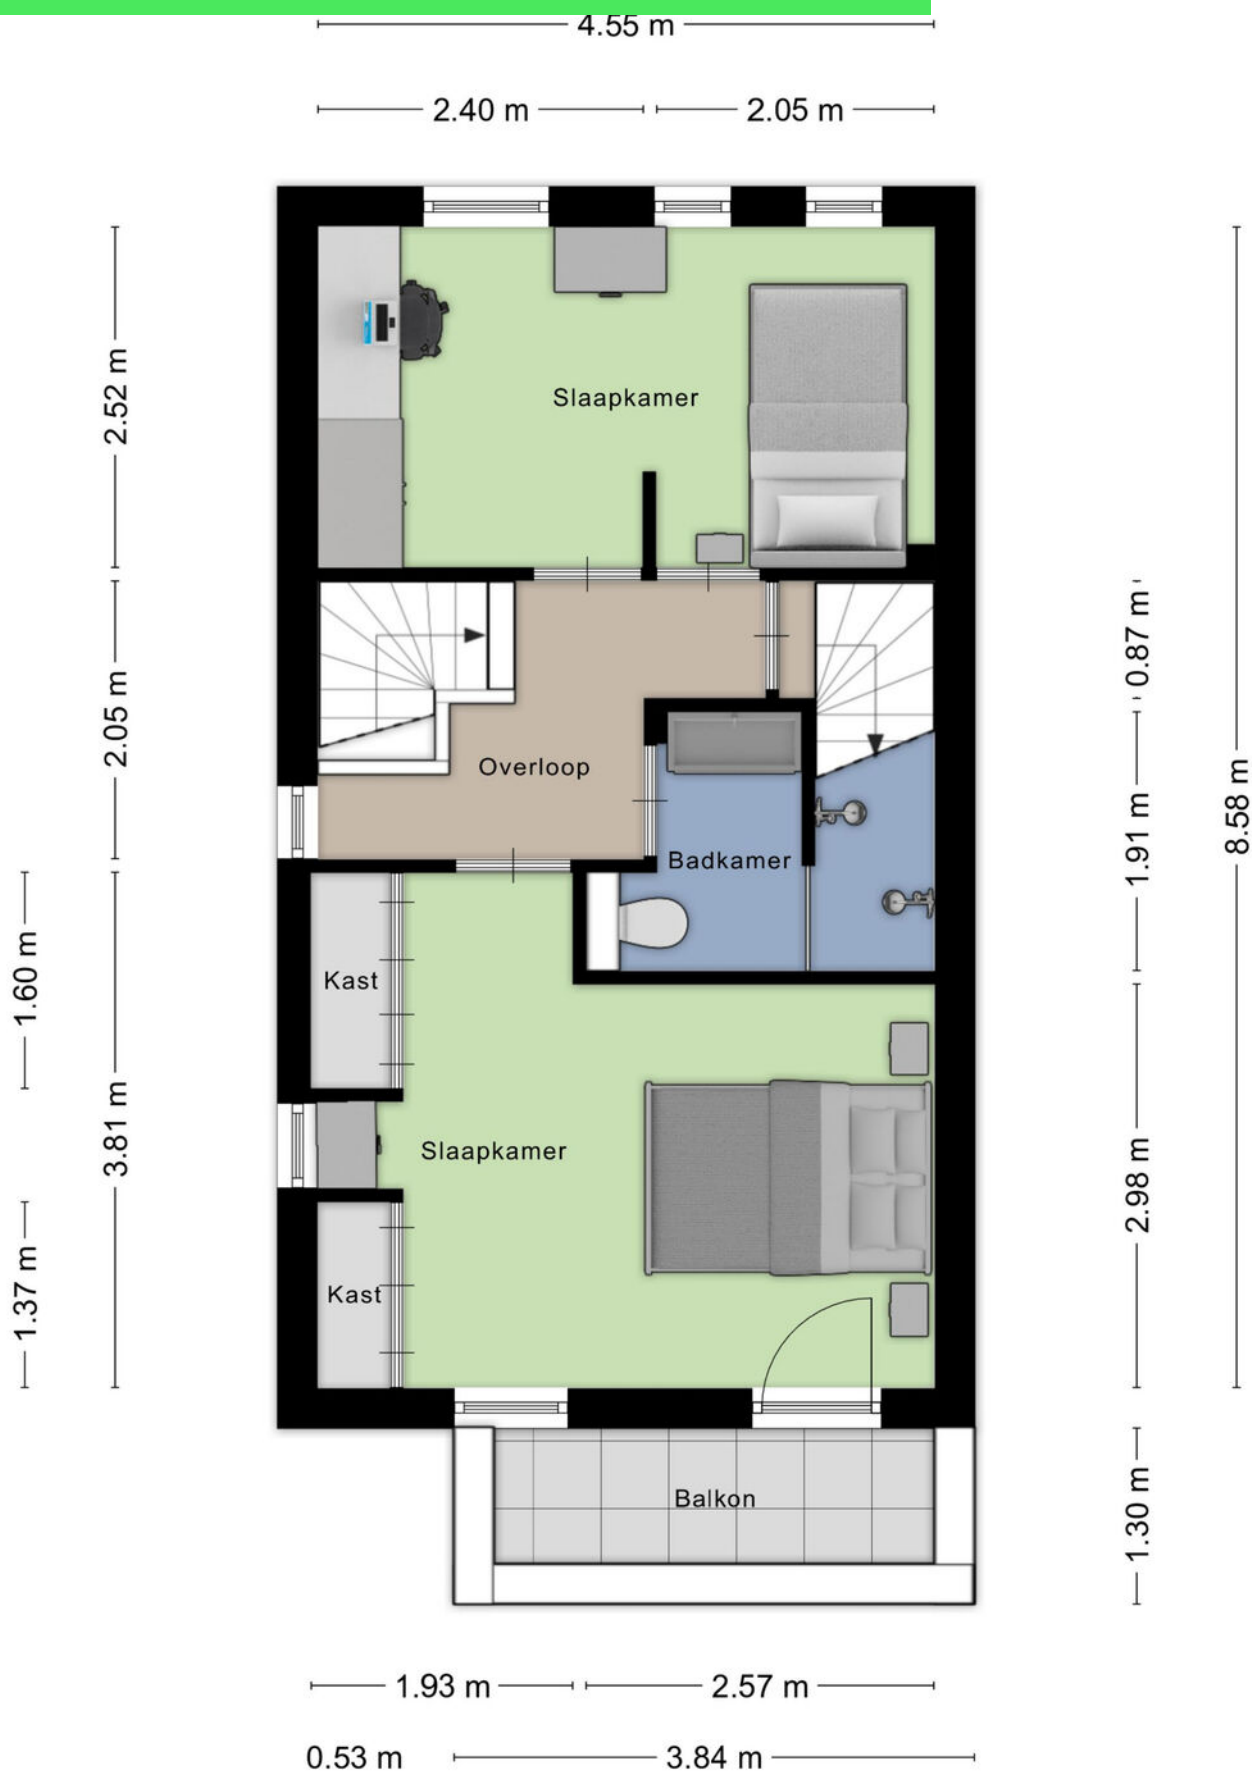 4.55 m
2.40 m
2.05 m
2.52 m
Slaapkamer
0.87 m
2.05 m
Overloop
8.58 m
1.91 m
Badkamer
1.60 m
Kast
3.81 m
Slaapkamer
2.98 m
1.37 m
Kast
Balkon
1.30 m
1.93 m
2.57 m
0.53 m
3.84 m